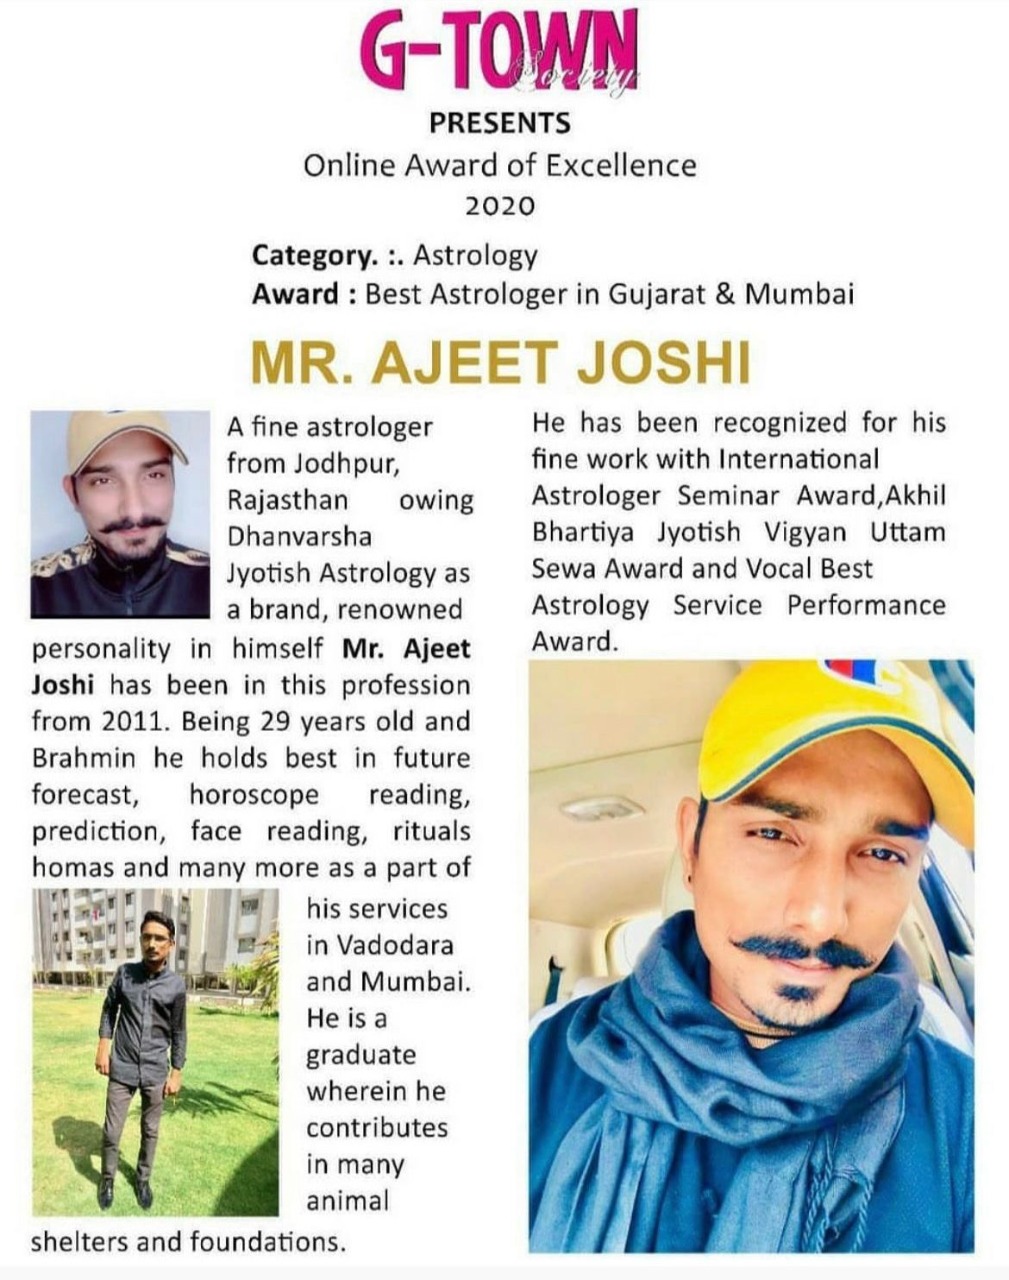 G-TOWN
Society
PRESENTS
Online Award of Excellence
2020
Category. :. Astrology
Award : Best Astrologer in Gujarat & Mumbai
MR. AJEET JOSHI
A fine astrologer
from Jodhpur,
Rajasthan owing
Dhanvarsha
Jyotish Astrology as
a brand, renowned
personality in himself Mr. Ajeet
Joshi has been in this profession
from 2011. Being 29 years old and
Brahmin he holds best in future
forecast, horoscope reading,
prediction, face reading, rituals
homas and many more as a part of
his services
in Vadodara
and Mumbai.
He is a
graduate
wherein he
contributes
in many
animal
shelters and foundations.
He has been recognized for his
fine work with International
Astrologer Seminar Award,Akhil
Bhartiya Jyotish Vigyan Uttam
Sewa Award and Vocal Best
Astrology Service Performance
Award.